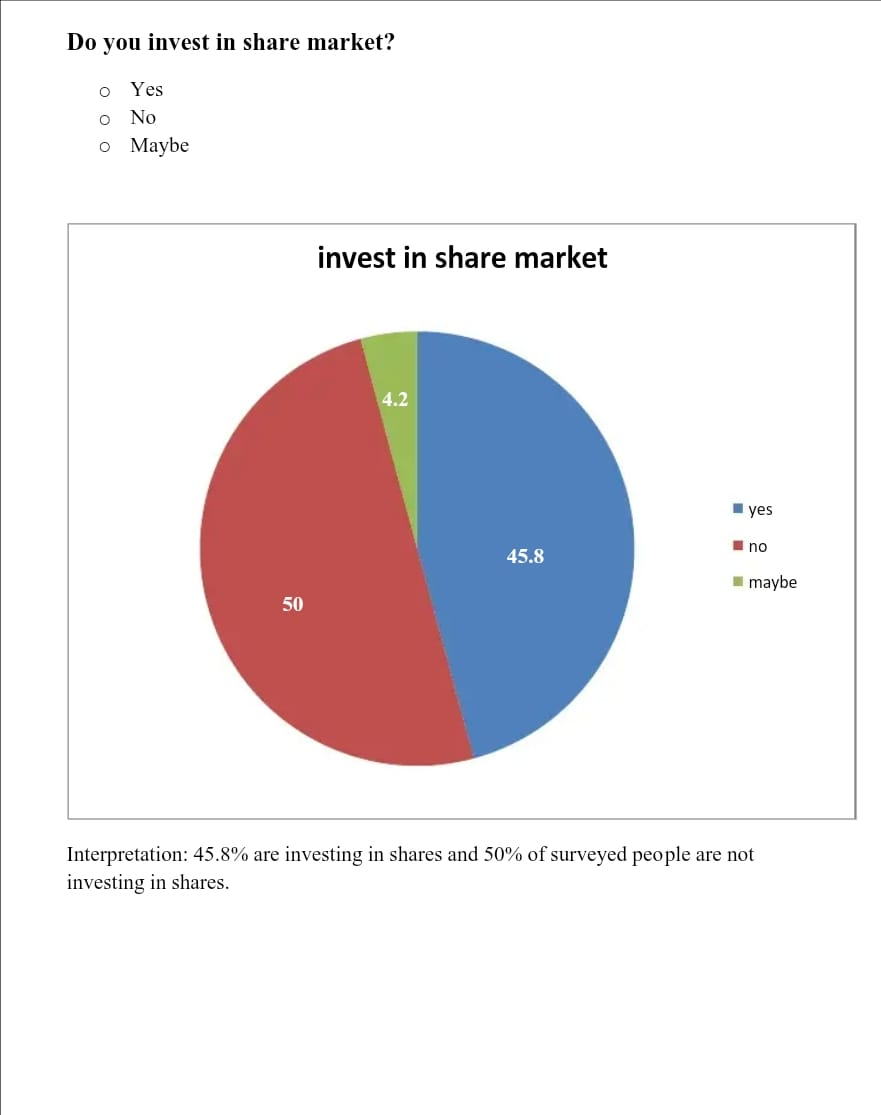 Do you invest in share market?
o Yes
o No
o Maybe
invest in share market
4.2
45.8
50
yes
no
maybe
Interpretation: 45.8% are investing in shares and 50% of surveyed people are not
investing in shares.